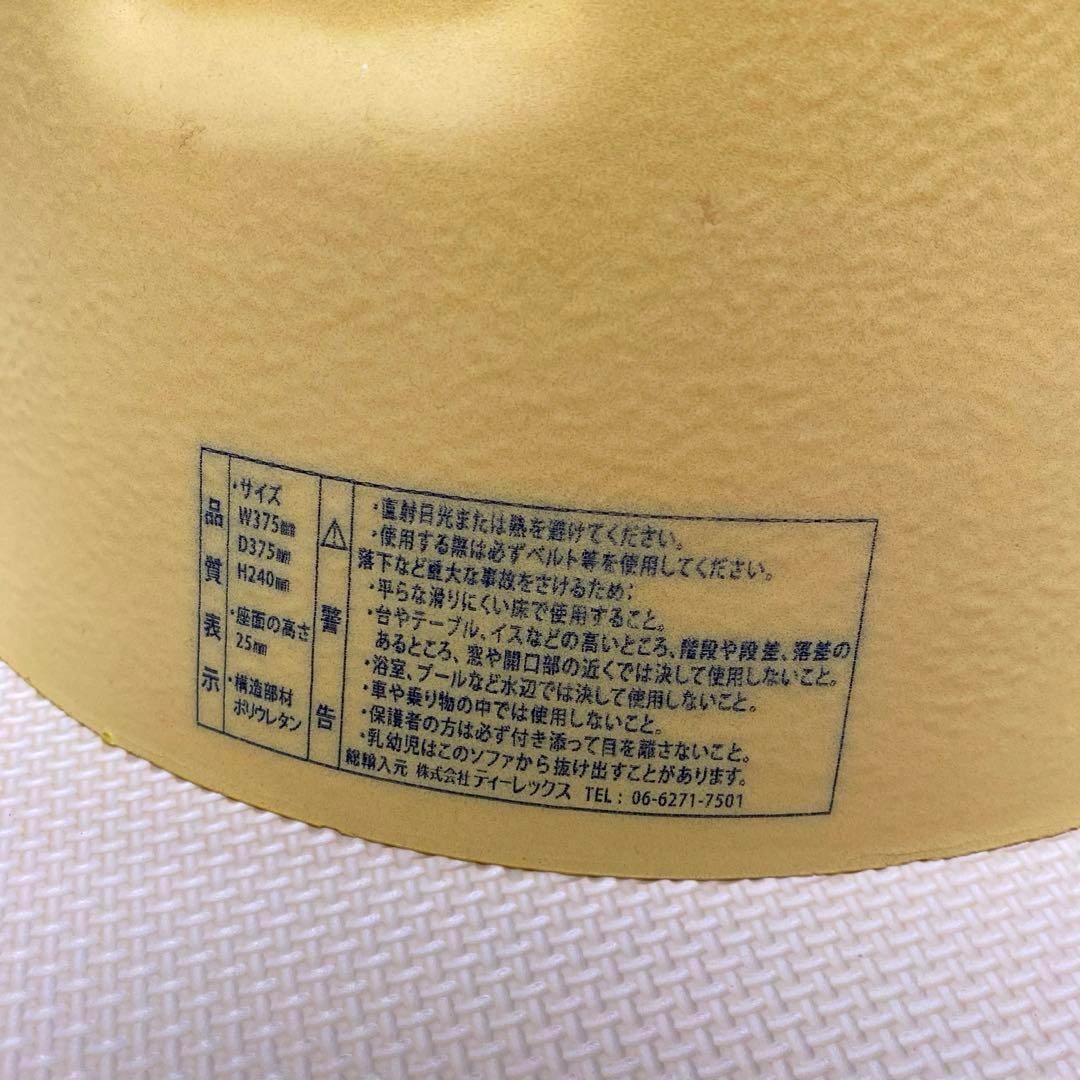 品質表示
・サイズ
W375㎜
D375㎜
H240㎜
・座面の高さ
25㎜
・構造部材
ポリウレタン
警告
・直射日光または熱を避けてください。
・使用する際は必ずベルト等を使用してください。
落下など重大な事故をさけるため;
・平らな滑りにくい床で使用すること。
・台やテーブル、イスなどの高いところ、階段や段差、落差の
あるところ、窓や開口部の近くでは決して使用しないこと。
・浴室、プールなど水辺では決して使用しないこと。
・車や乗り物の中では使用しないこと。
・保護者の方は必ず付き添って目を離さないこと。
・乳幼児はこのソファから抜け出すことがあります。
総輸入元 株式会社ティーレックス TEL : 06-6271-7501